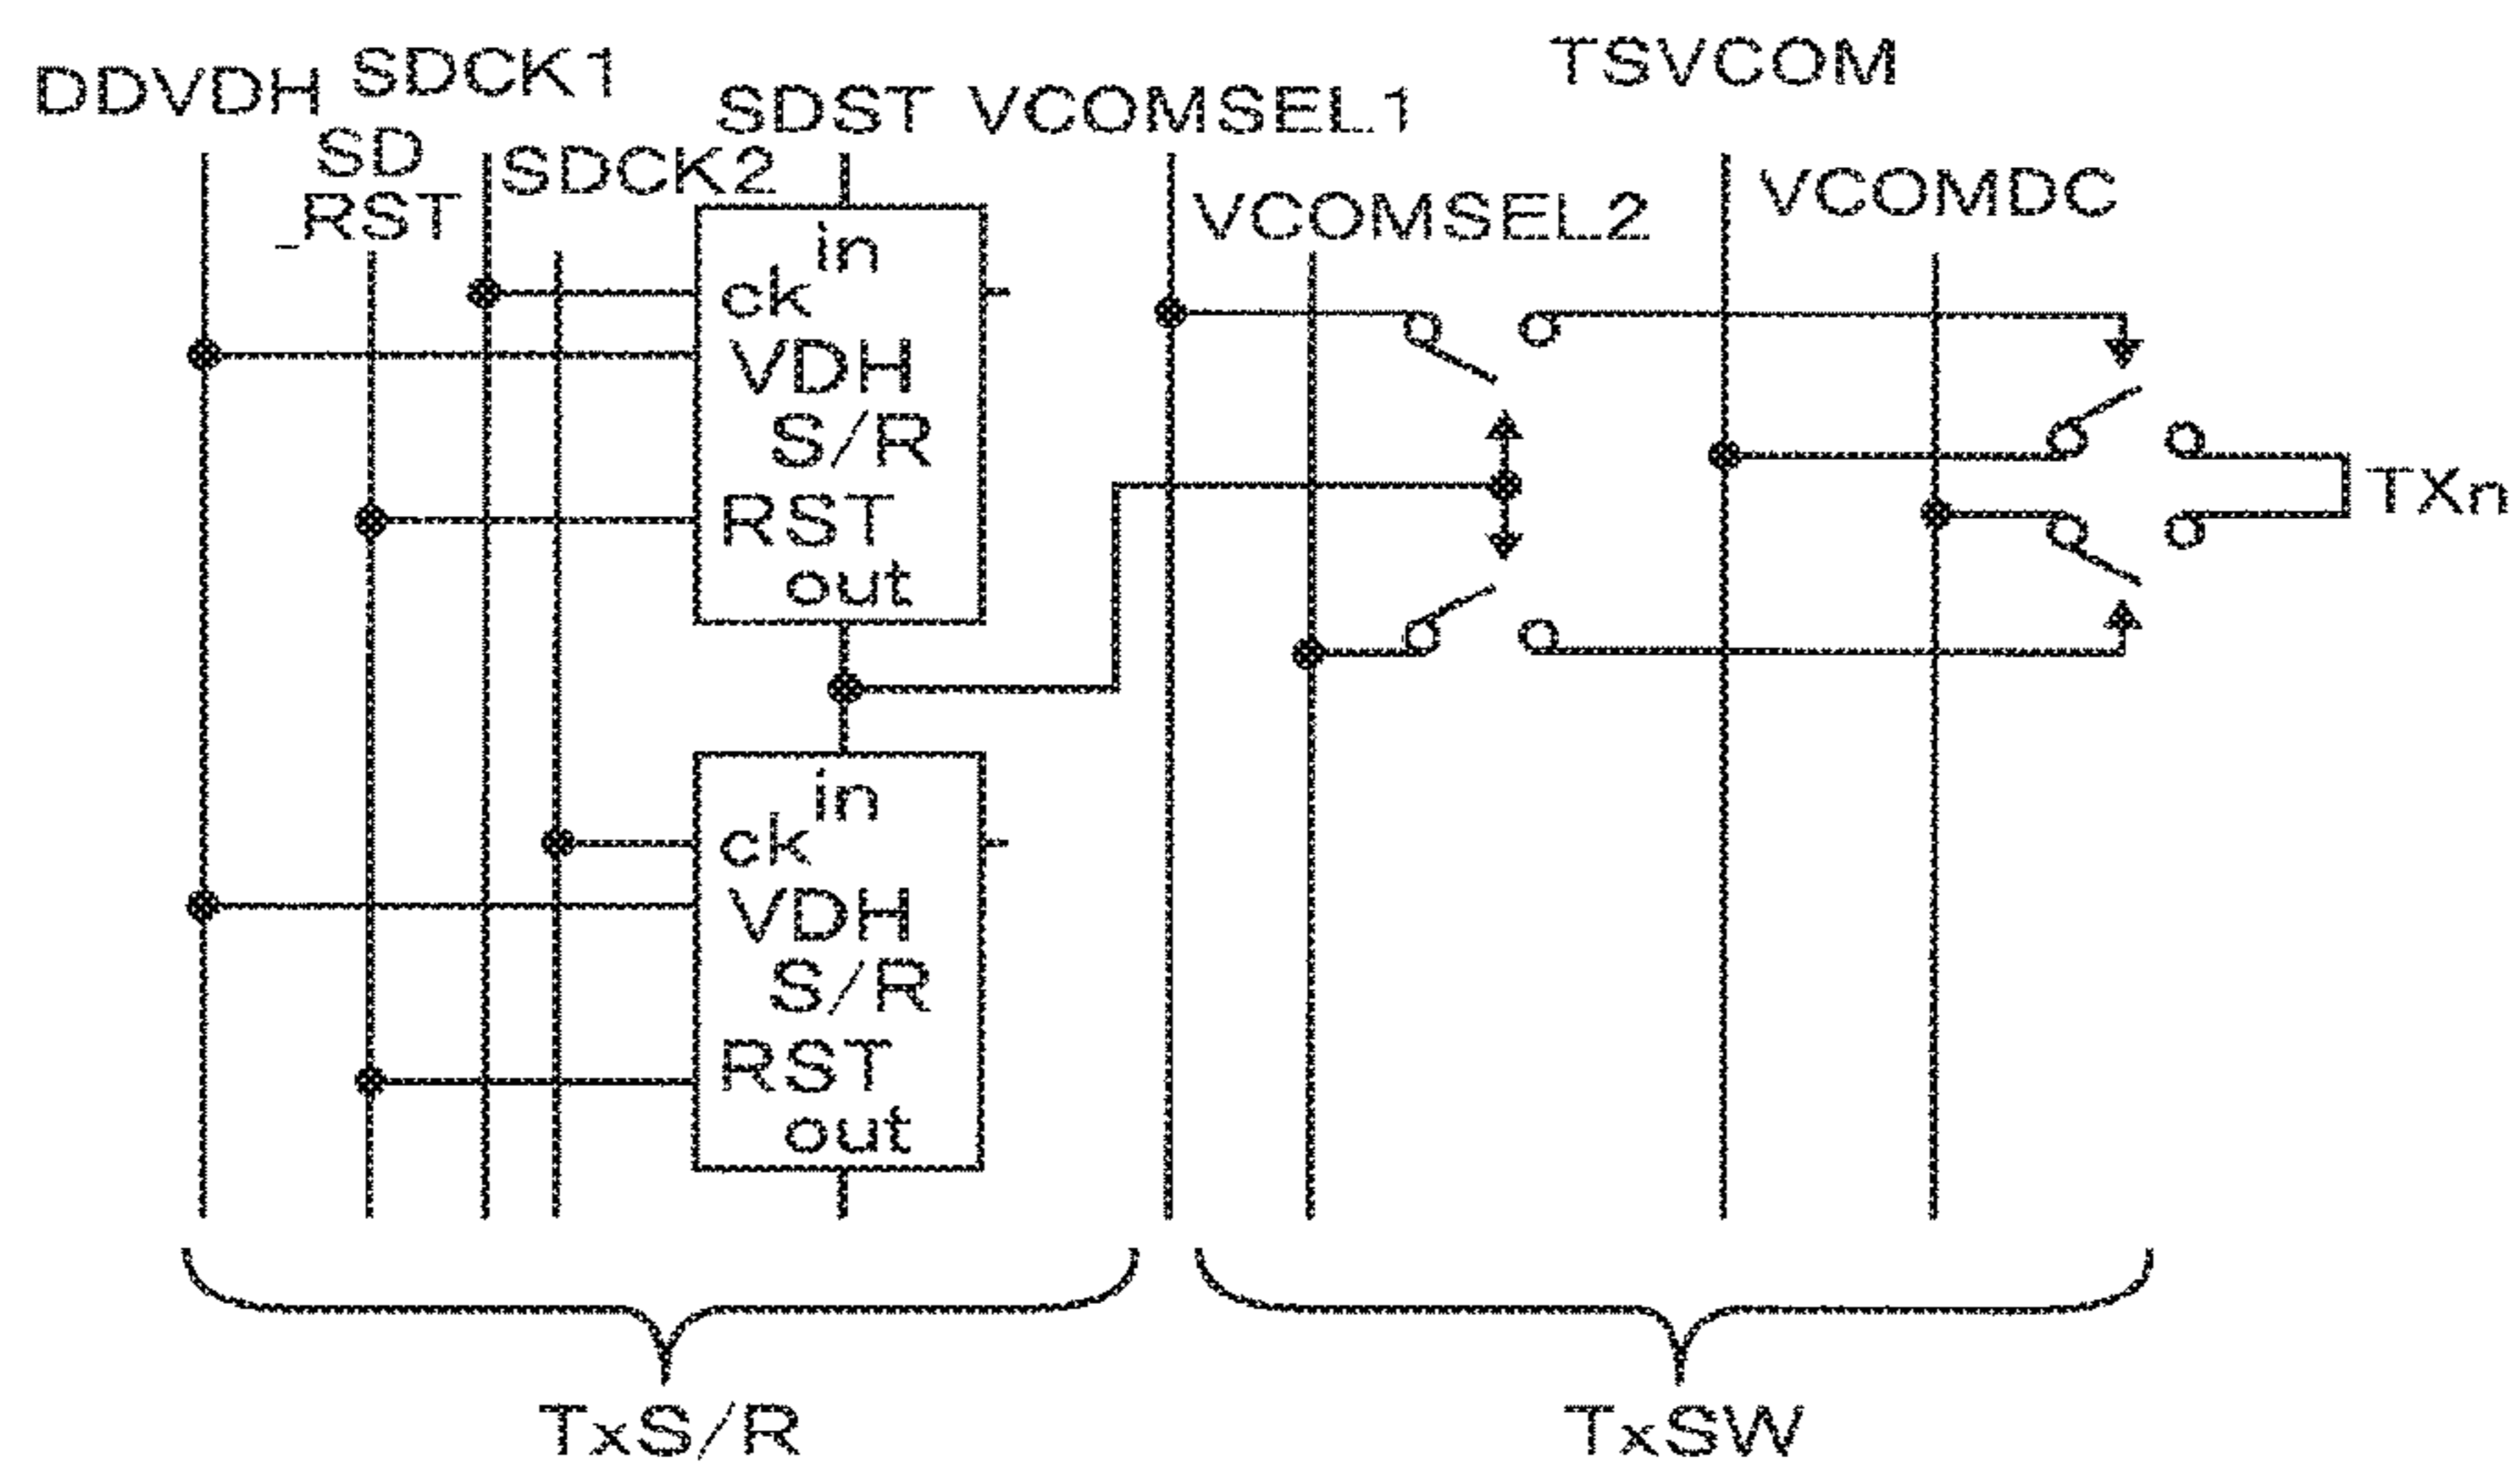 DDVDH
SDCK1
SD
_RST
SDCK2
SDST
VCOMSEL1
VCOMSEL2
TSVCOM
VCOMDC
in
ck
VDH
S/R
RST
out
TXn
in
ck
VDH
S/R
RST
out
TxS/R
TxSW